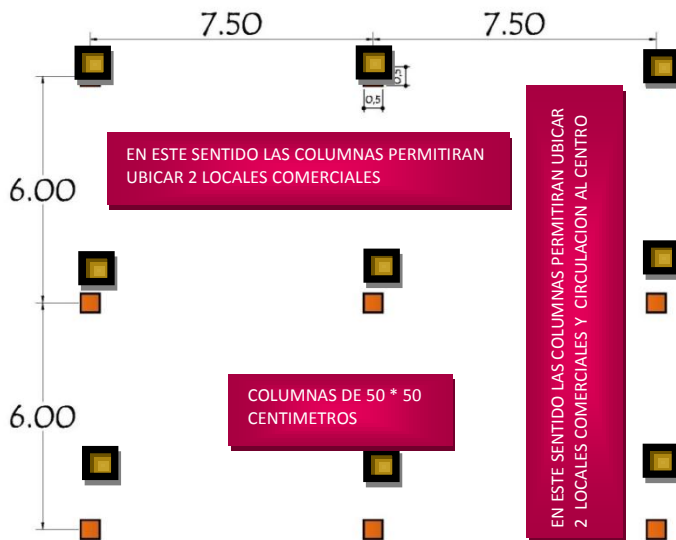 7.50
7.50
0,5
0,5
EN ESTE SENTIDO LAS COLUMNAS PERMITIRAN
UBICAR 2 LOCALES COMERCIALES
6.00
EN ESTE SENTIDO LAS COLUMNAS PERMITIRAN UBICAR
2 LOCALES COMERCIALES Y CIRCULACION AL CENTRO
COLUMNAS DE 50 * 50
CENTIMETROS
6.00